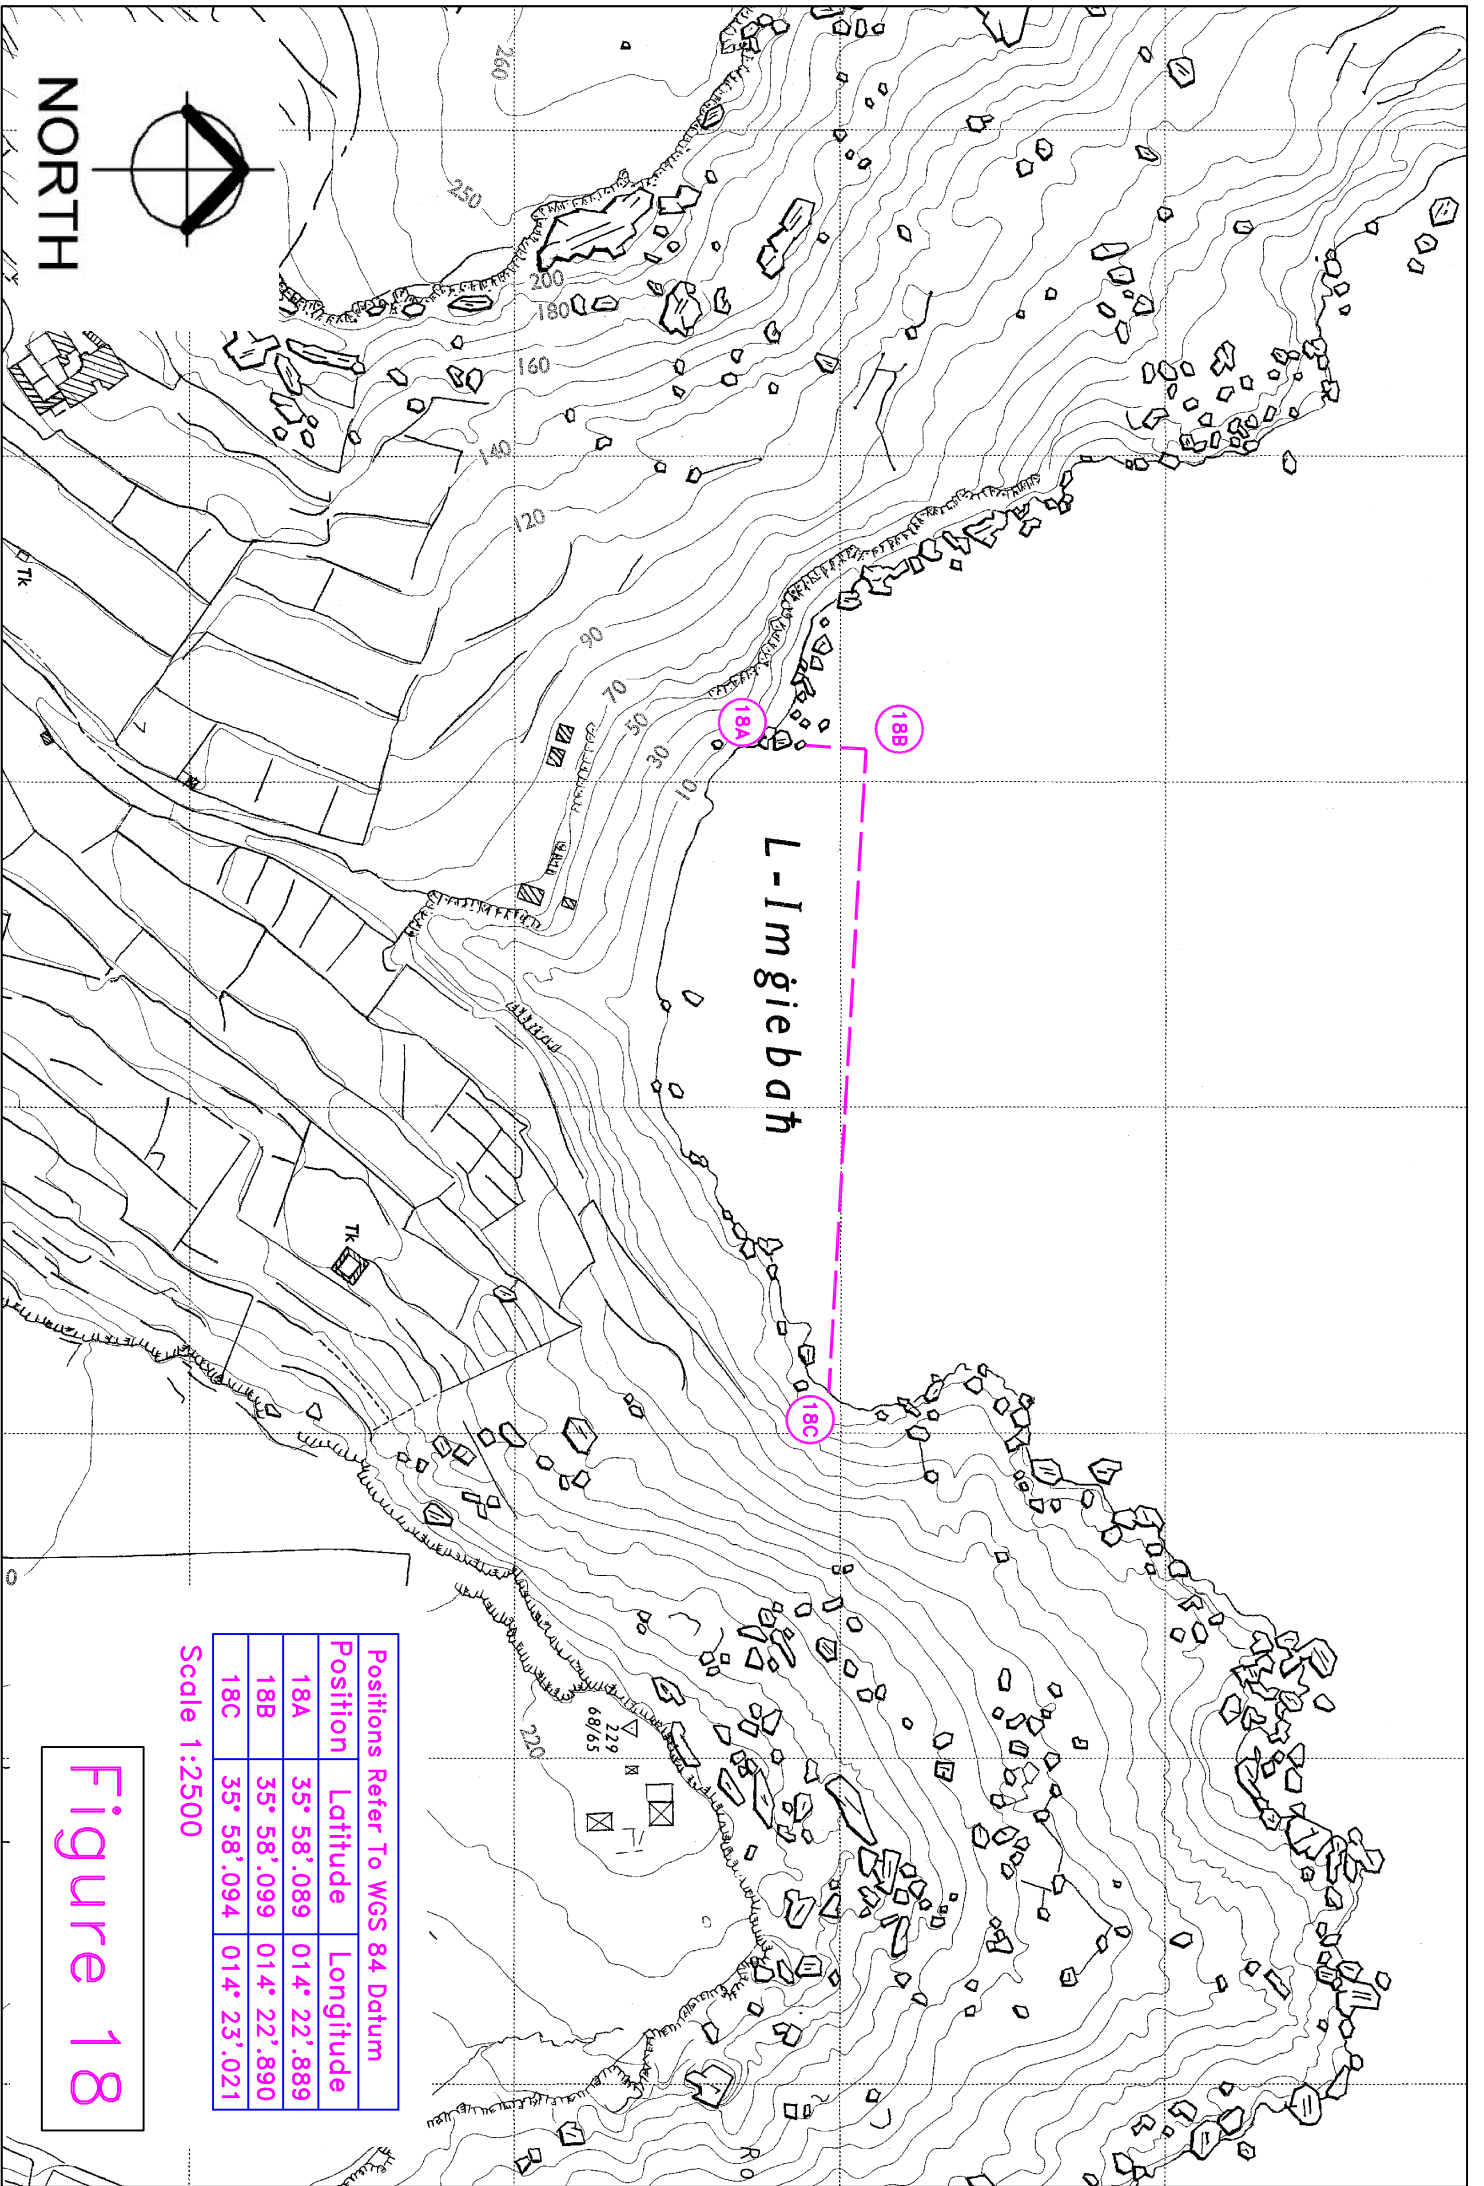 260
250
200
180
160
140
120
90
70
50
30
10
NORTH
Tk
18A
18B
L-Imġiebaħ
18C
Tk
220
229
68/65
Ro
0
Positions Refer To WGS 84 Datum
Position Latitude Longitude
18A 35° 58'.089 014° 22'.889
18B 35° 58'.099 014° 22'.890
18C 35° 58'.094 014° 23'.021
Scale 1:2500
Figure 18